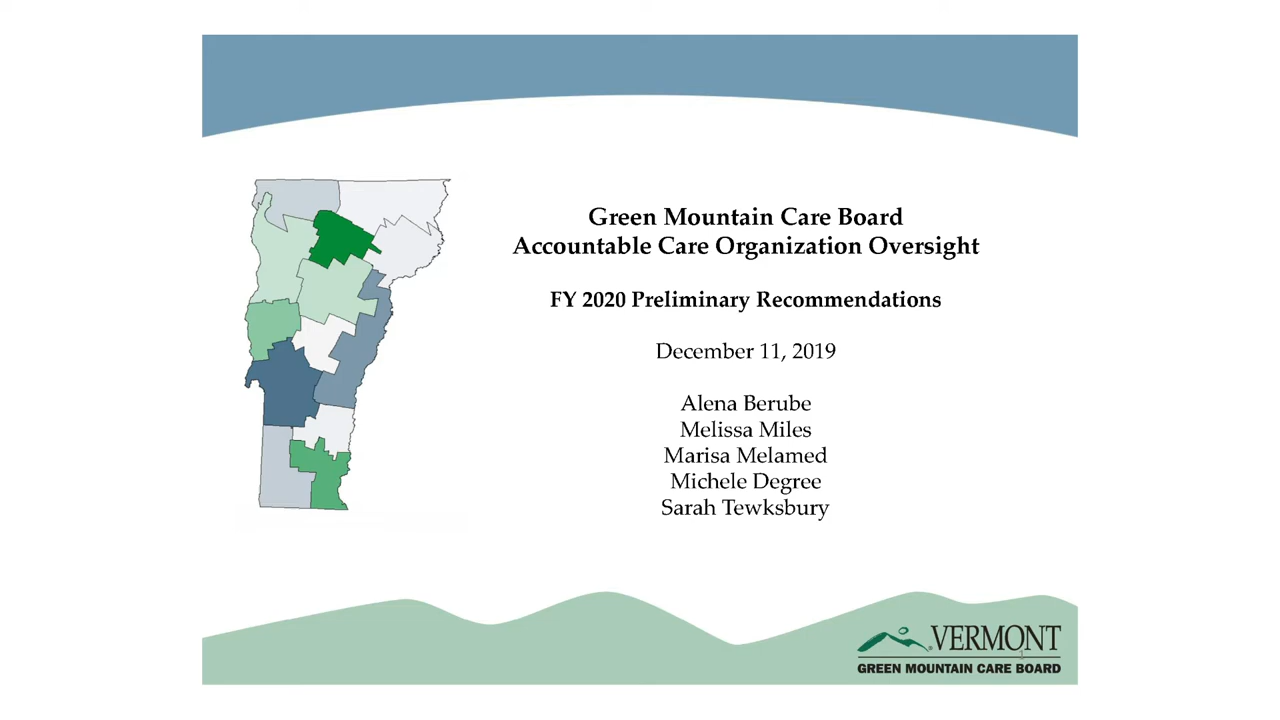 Green Mountain Care Board
Accountable Care Organization Oversight
FY 2020 Preliminary Recommendations
December 11, 2019
Alena Berube
Melissa Miles
Marisa Melamed
Michele Degree
Sarah Tewksbury
VERMONT
GREEN MOUNTAIN CARE BOARD